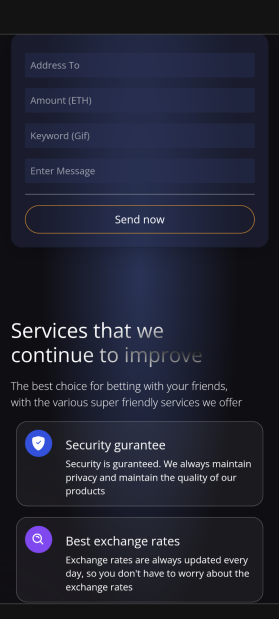 Address To
Amount (ETH)
Keyword (Gif)
Enter Message
Send now
Services that we
continue to improve
The best choice for betting with your friends,
with the various super friendly services we offer
Security gurantee
Security is guranteed. We always maintain
privacy and maintain the quality of our
products
Best exchange rates
Exchange rates are always updated every
day, so you don't have to worry about the
exchange rates